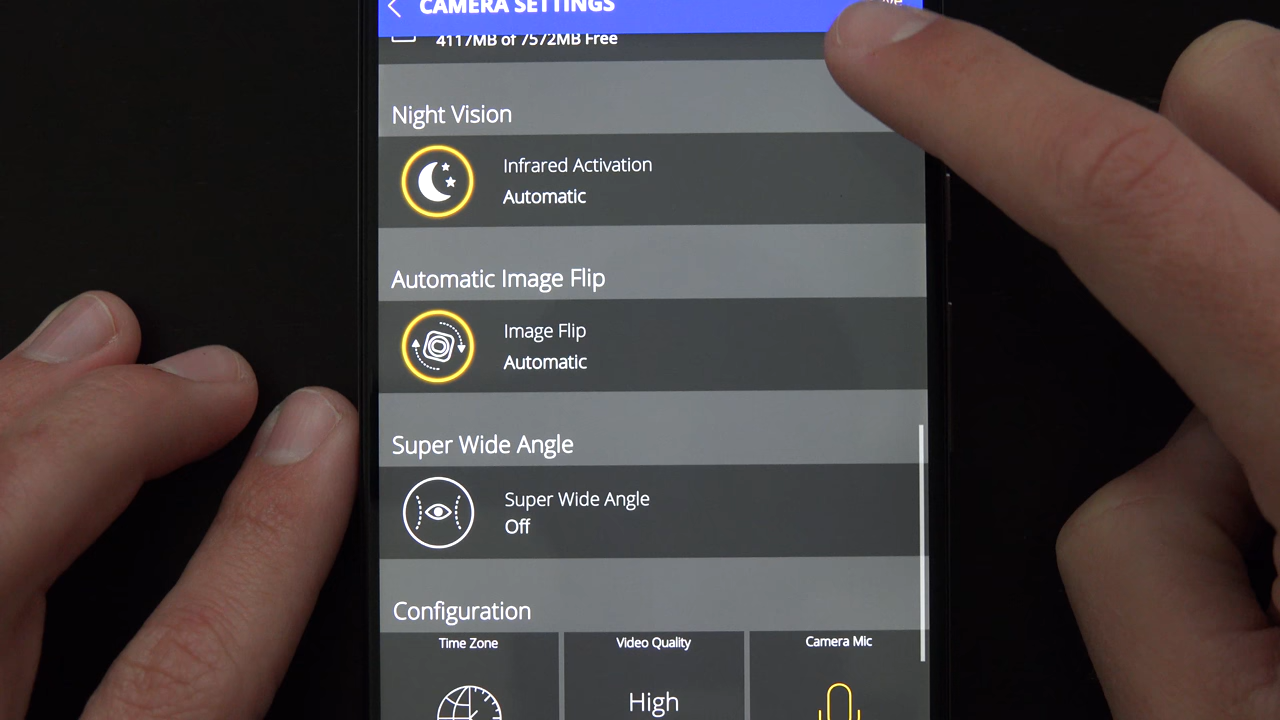 CAMERA SETTINGS
4117MB of 7572MB Free
Night Vision
Infrared Activation
Automatic
Automatic Image Flip
Image Flip
Automatic
Super Wide Angle
Super Wide Angle
Off
Configuration
Time Zone
Video Quality
Camera Mic
High